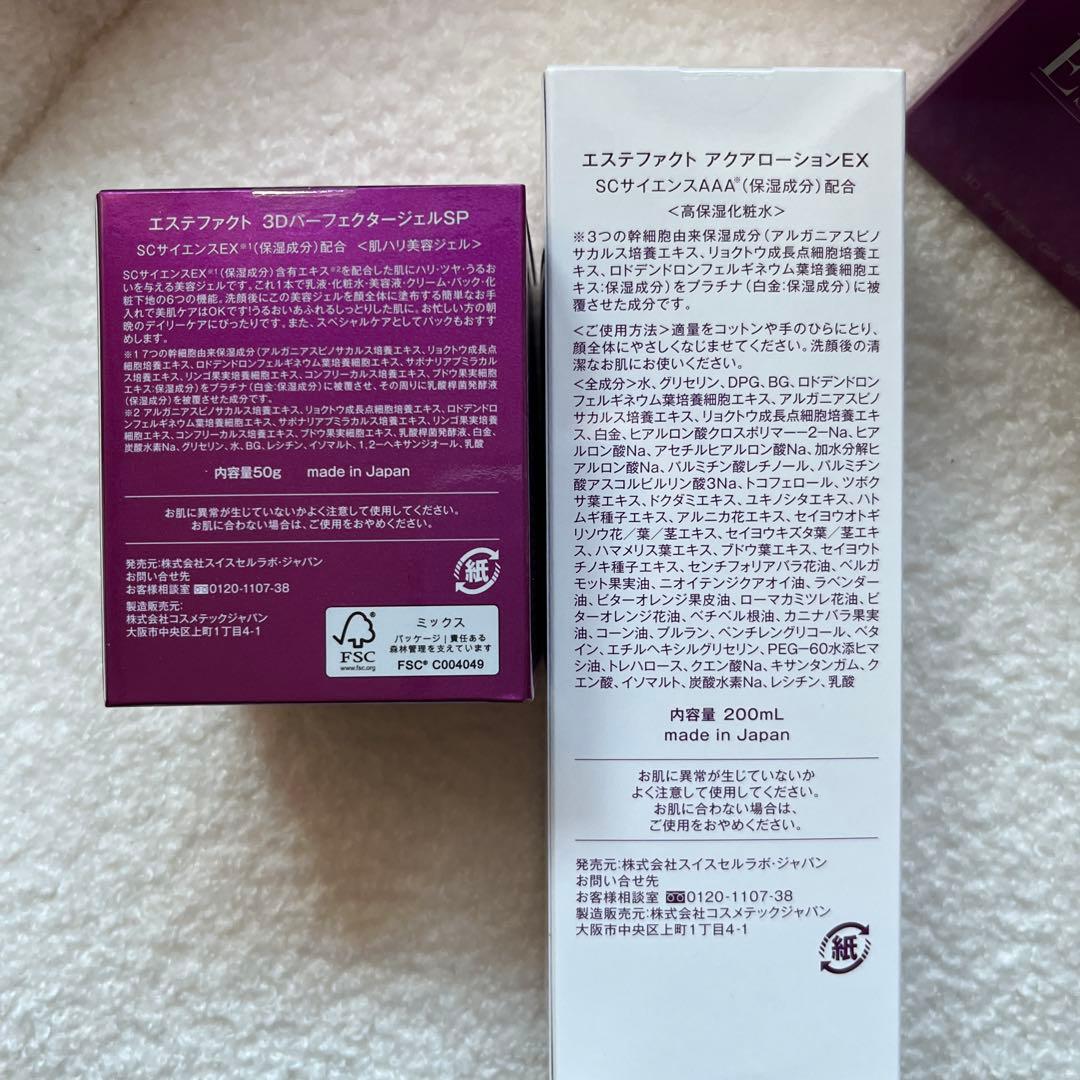 エステファクト 3DパーフェクタージェルSP
SCサイエンスEX※1(保湿成分)配合 <肌ハリ美容ジェル>
SCサイエンスEX※1(保湿成分)含有エキス※2を配合した肌にハリ・ツヤ・うるお
いを与える美容ジェルです。これ1本で乳液・化粧水・美容液・クリーム・パック・化
粧下地の6つの機能。洗顔後にこの美容ジェルを顔全体に塗布する簡単なお手
入れで美肌ケアはOKです!うるおいあふれるしっとりした肌に。お忙しい方の朝
晩のデイリーケアにぴったりです。また、スペシャルケアとしてパックもおすす
めします。
※1 7つの幹細胞由来保湿成分(アルガニアスピノサカルス培養エキス、リョクトウ成長点
細胞培養エキス、ロドデンドロンフェルギネウム葉培養細胞エキス、サポナリアプミラカル
ス培養エキス、リンゴ果実培養細胞エキス、コンフリーカルス培養エキス、ブドウ果実細胞
エキス:保湿成分)をプラチナ(白金:保湿成分)に被覆させ、その周りに乳酸桿菌発酵液
(保湿成分)を被覆させた成分です。
※2 アルガニアスピノサカルス培養エキス、リョクトウ成長点細胞培養エキス、ロドデンドロ
ンフェルギネウム葉培養細胞エキス、サポナリアプミラカルス培養エキス、リンゴ果実培養
細胞エキス、コンフリーカルス培養エキス、ブドウ果実細胞エキス、乳酸桿菌発酵液、白金、
炭酸水素Na、グリセリン、水、BG、レシチン、イソマルト、1,2-ヘキサンジオール、乳酸
内容量50g made in Japan
お肌に異常が生じていないかよく注意して使用してください。
お肌に合わない場合は、ご使用をおやめください。
発売元:株式会社スイスセルラボ・ジャパン
お問い合せ先
お客様相談室 0120-1107-38
製造販売元:
株式会社コスメテックジャパン
大阪市中央区上町1丁目4-1
紙
FSC
www.fsc.org
ミックス
パッケージ|責任ある
森林管理を支えています
FSC® C004049
エステファクト アクアローションEX
SCサイエンスAAA※(保湿成分)配合
<高保湿化粧水>
※3つの幹細胞由来保湿成分(アルガニアスピノ
サカルス培養エキス、リョクトウ成長点細胞培養エ
キス、ロドデンドロンフェルギネウム葉培養細胞エ
キス:保湿成分)をプラチナ(白金:保湿成分)に被
覆させた成分です。
<ご使用方法>適量をコットンや手のひらにとり、
顔全体にやさしくなじませてください。洗顔後の清
潔なお肌にお使いください。
<全成分>水、グリセリン、DPG、BG、ロドデンドロン
フェルギネウム葉培養細胞エキス、アルガニアスピノ
サカルス培養エキス、リョクトウ成長点細胞培養エキ
ス、白金、ヒアルロン酸クロスポリマー-2-Na、ヒア
ルロン酸Na、アセチルヒアルロン酸Na、加水分解ヒ
アルロン酸Na、パルミチン酸レチノール、パルミチン
酸アスコルビルリン酸3Na、トコフェロール、ツボク
サ葉エキス、ドクダミエキス、ユキノシタエキス、ハト
ムギ種子エキス、アルニカ花エキス、セイヨウオトギ
リソウ花/葉/茎エキス、セイヨウキズタ葉/茎エキ
ス、ハマメリス葉エキス、ブドウ葉エキス、セイヨウト
チノキ種子エキス、センチフォリアバラ花油、ベルガ
モット果実油、ニオイテンジクアオイ油、ラベンダー
油、ビターオレンジ果皮油、ローマカミツレ花油、ビ
ターオレンジ花油、ベチベル根油、カニナバラ果実
油、コーン油、プルラン、ペンチレングリコール、ベタ
イン、エチルヘキシルグリセリン、PEG-60水添ヒマ
シ油、トレハロース、クエン酸Na、キサンタンガム、ク
エン酸、イソマルト、炭酸水素Na、レシチン、乳酸
内容量 200mL
made in Japan
お肌に異常が生じていないか
よく注意して使用してください。
お肌に合わない場合は、
ご使用をおやめください。
発売元:株式会社スイスセルラボ・ジャパン
お問い合せ先
お客様相談室 0120-1107-38
製造販売元:株式会社コスメテックジャパン
大阪市中央区上町1丁目4-1
紙